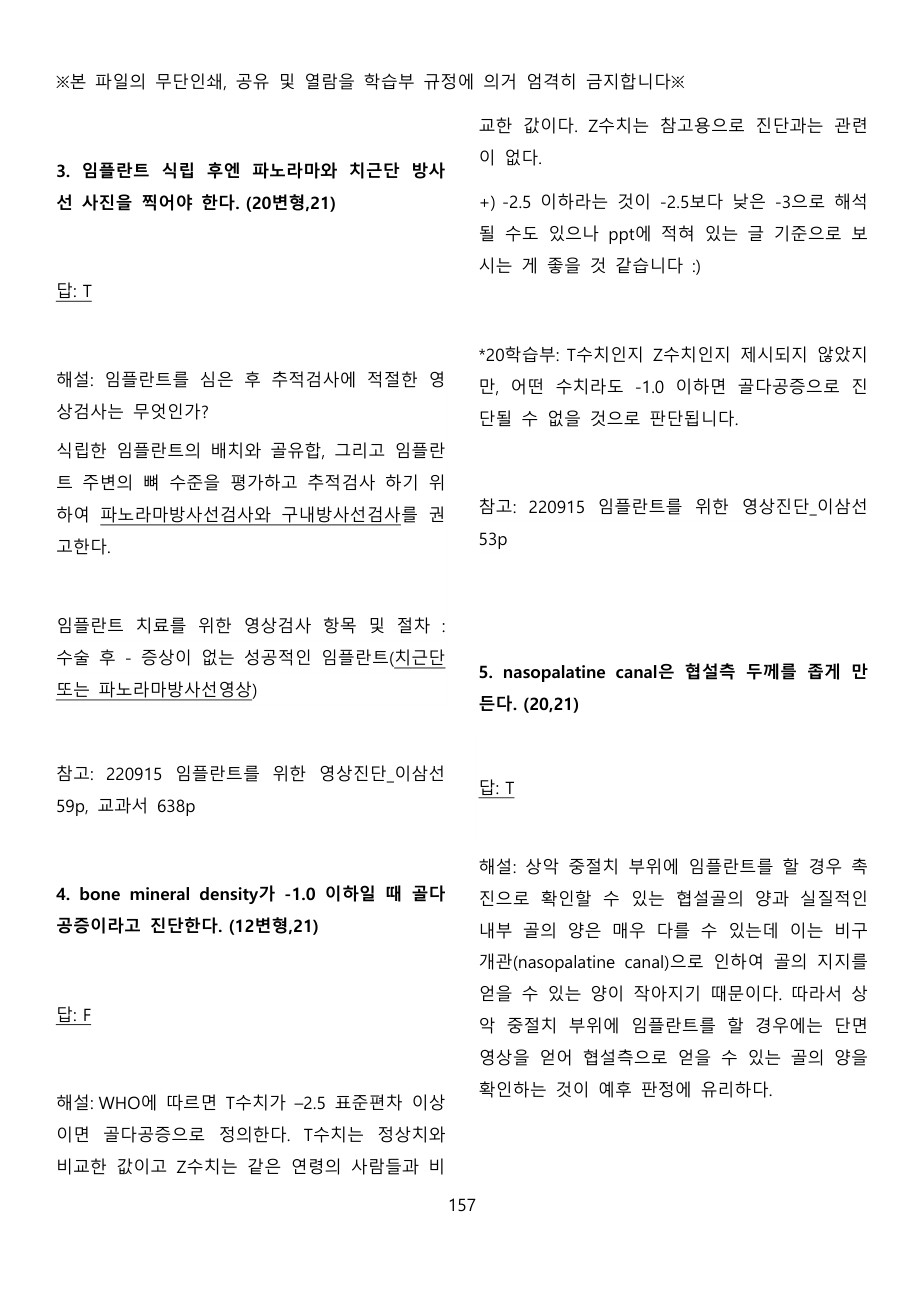 ※본 파일의 무단인쇄, 공유 및 열람을 학습부 규정에 의거 엄격히 금지합니다※
3. 임플란트 식립 후엔 파노라마와 치근단 방사
선 사진을 찍어야 한다. (20변형,21)
답: T
해설: 임플란트를 심은 후 추적검사에 적절한 영
상검사는 무엇인가?
식립한 임플란트의 배치와 골유합, 그리고 임플란
트 주변의 뼈 수준을 평가하고 추적검사 하기 위
하여 파노라마방사선검사와 구내방사선검사를 권
고한다.
임플란트 치료를 위한 영상검사 항목 및 절차 :
수술 후 - 증상이 없는 성공적인 임플란트(치근단
또는 파노라마방사선영상)
참고: 220915 임플란트를 위한 영상진단_이삼선
59p, 교과서 638p
4. bone mineral density가 -1.0 이하일 때 골다
공증이라고 진단한다. (12변형,21)
답: F
해설: WHO에 따르면 T수치가 –2.5 표준편차 이상
이면 골다공증으로 정의한다. T수치는 정상치와
비교한 값이고 Z수치는 같은 연령의 사람들과 비
교한 값이다. Z수치는 참고용으로 진단과는 관련
이 없다.
+) -2.5 이하라는 것이 -2.5보다 낮은 -3으로 해석
될 수도 있으나 ppt에 적혀 있는 글 기준으로 보
시는 게 좋을 것 같습니다 :)
*20학습부: T수치인지 Z수치인지 제시되지 않았지
만, 어떤 수치라도 -1.0 이하면 골다공증으로 진
단될 수 없을 것으로 판단됩니다.
참고: 220915 임플란트를 위한 영상진단_이삼선
53p
5. nasopalatine canal은 협설측 두께를 좁게 만
든다. (20,21)
답: T
해설: 상악 중절치 부위에 임플란트를 할 경우 촉
진으로 확인할 수 있는 협설골의 양과 실질적인
내부 골의 양은 매우 다를 수 있는데 이는 비구
개관(nasopalatine canal)으로 인하여 골의 지지를
얻을 수 있는 양이 작아지기 때문이다. 따라서 상
악 중절치 부위에 임플란트를 할 경우에는 단면
영상을 얻어 협설측으로 얻을 수 있는 골의 양을
확인하는 것이 예후 판정에 유리하다.
157